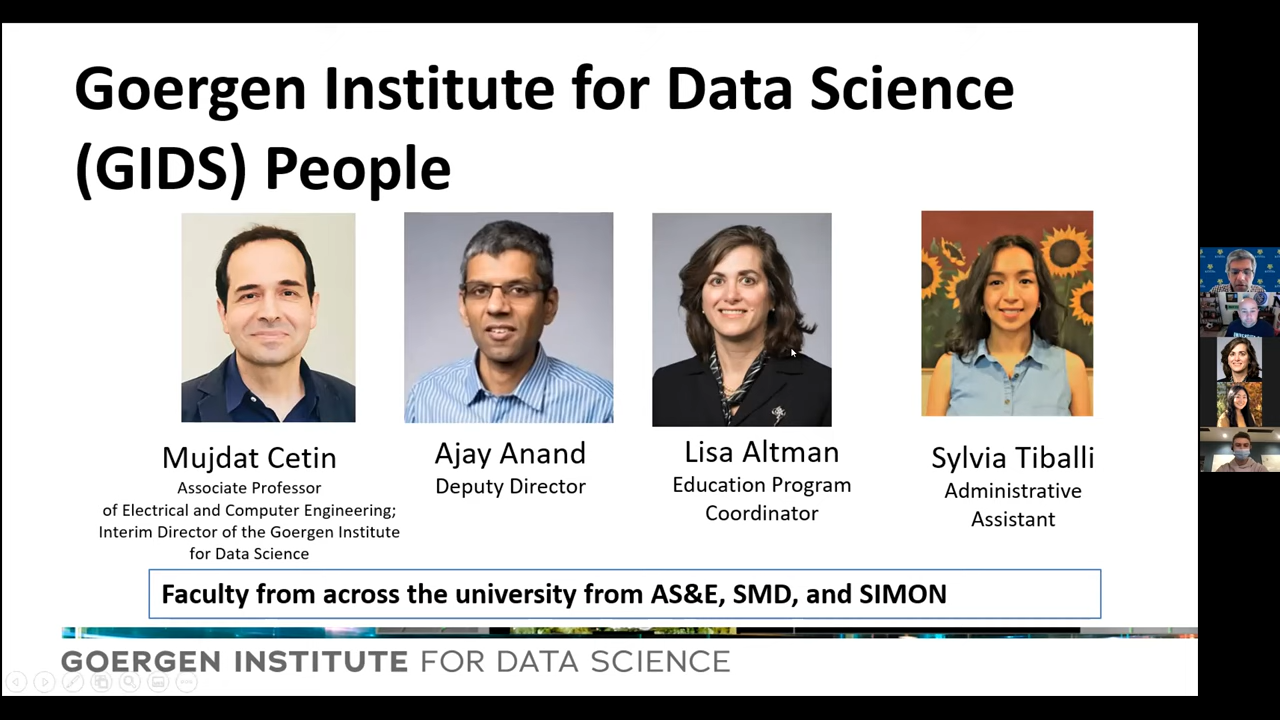 Goergen Institute for Data Science
(GIDS) People
Mujdat Cetin
Associate Professor
of Electrical and Computer Engineering;
Interim Director of the Goergen Institute
for Data Science
Ajay Anand
Deputy Director
Lisa Altman
Education Program
Coordinator
Sylvia Tiballi
Administrative
Assistant
Faculty from across the university from AS&E, SMD, and SIMON
GOERGEN INSTITUTE FOR DATA SCIENCE